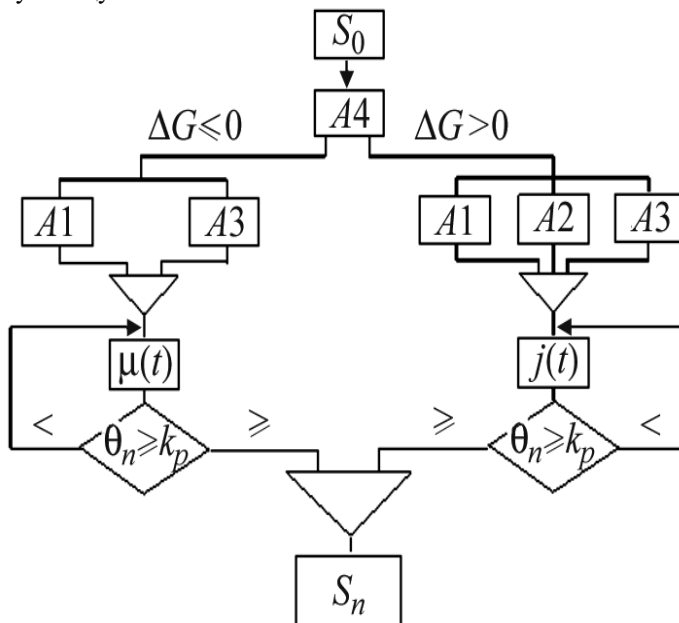 S₀
A4
ΔG⩽0 ΔG>0
A1 A3 A1 A2 A3
μ(t) j(t)
< θₙ⩾kₚ ⩾ ⩾ θₙ⩾kₚ <
Sₙ